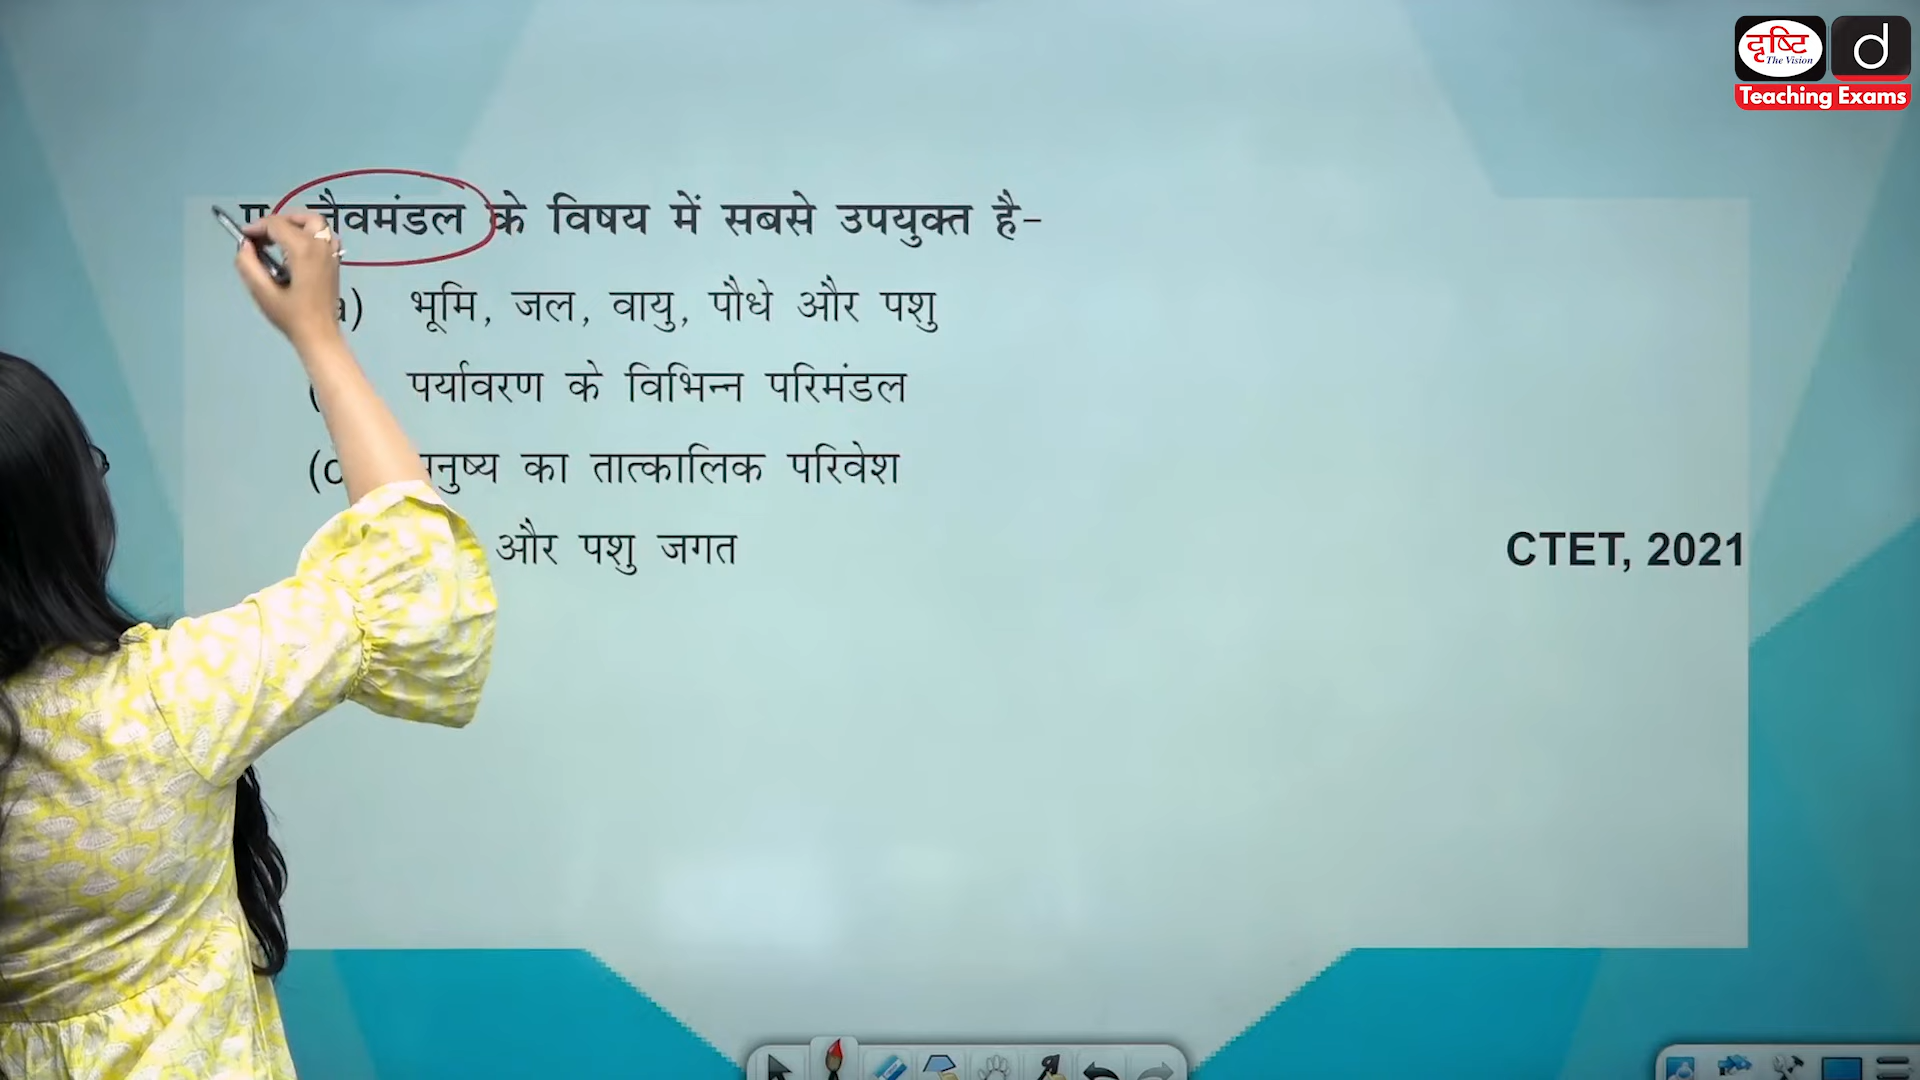 दृष्टि
The Vision
d
Teaching Exams
जैवमंडल के विषय में सबसे उपयुक्त है-
भूमि, जल, वायु, पौधे और पशु
पर्यावरण के विभिन्न परिमंडल
का तात्कालिक परिवेश
और पशु जगत
CTET, 2021